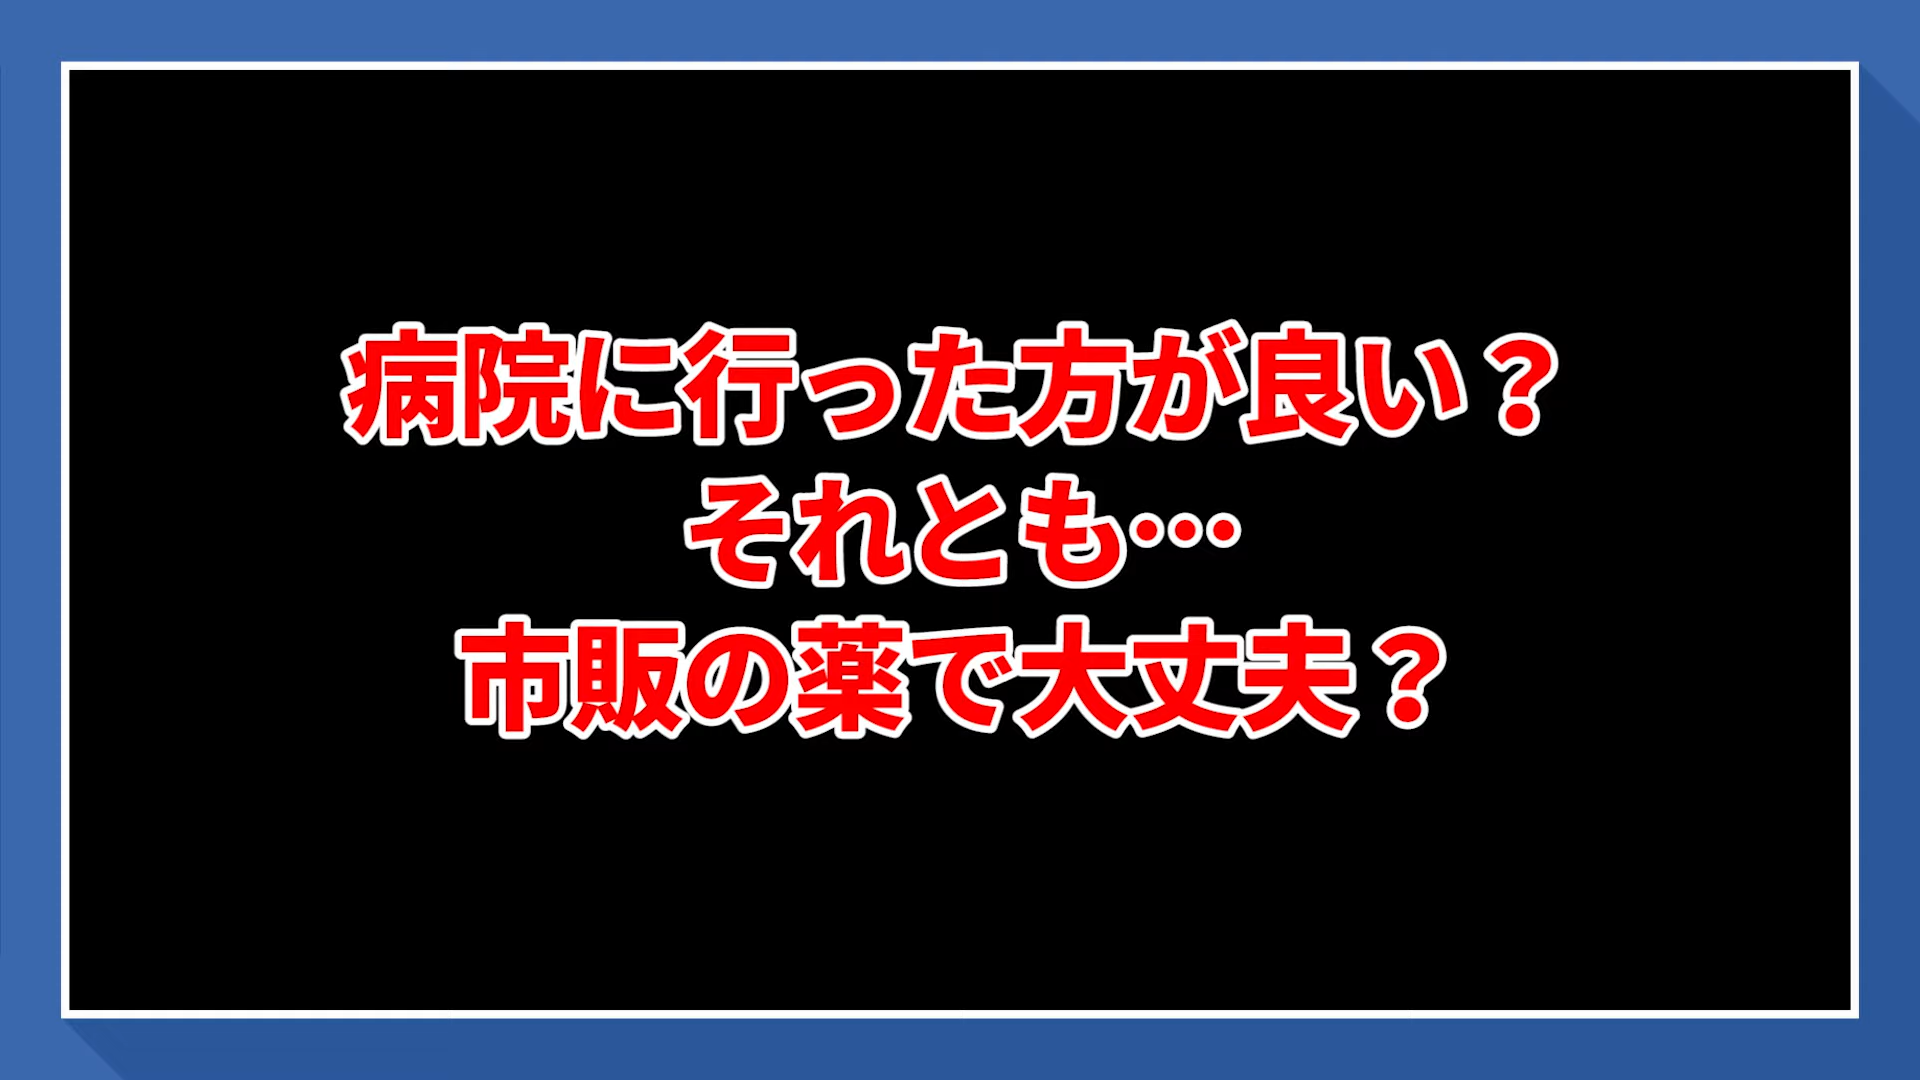 病院に行った方が良い？
それとも…
市販の薬で大丈夫？